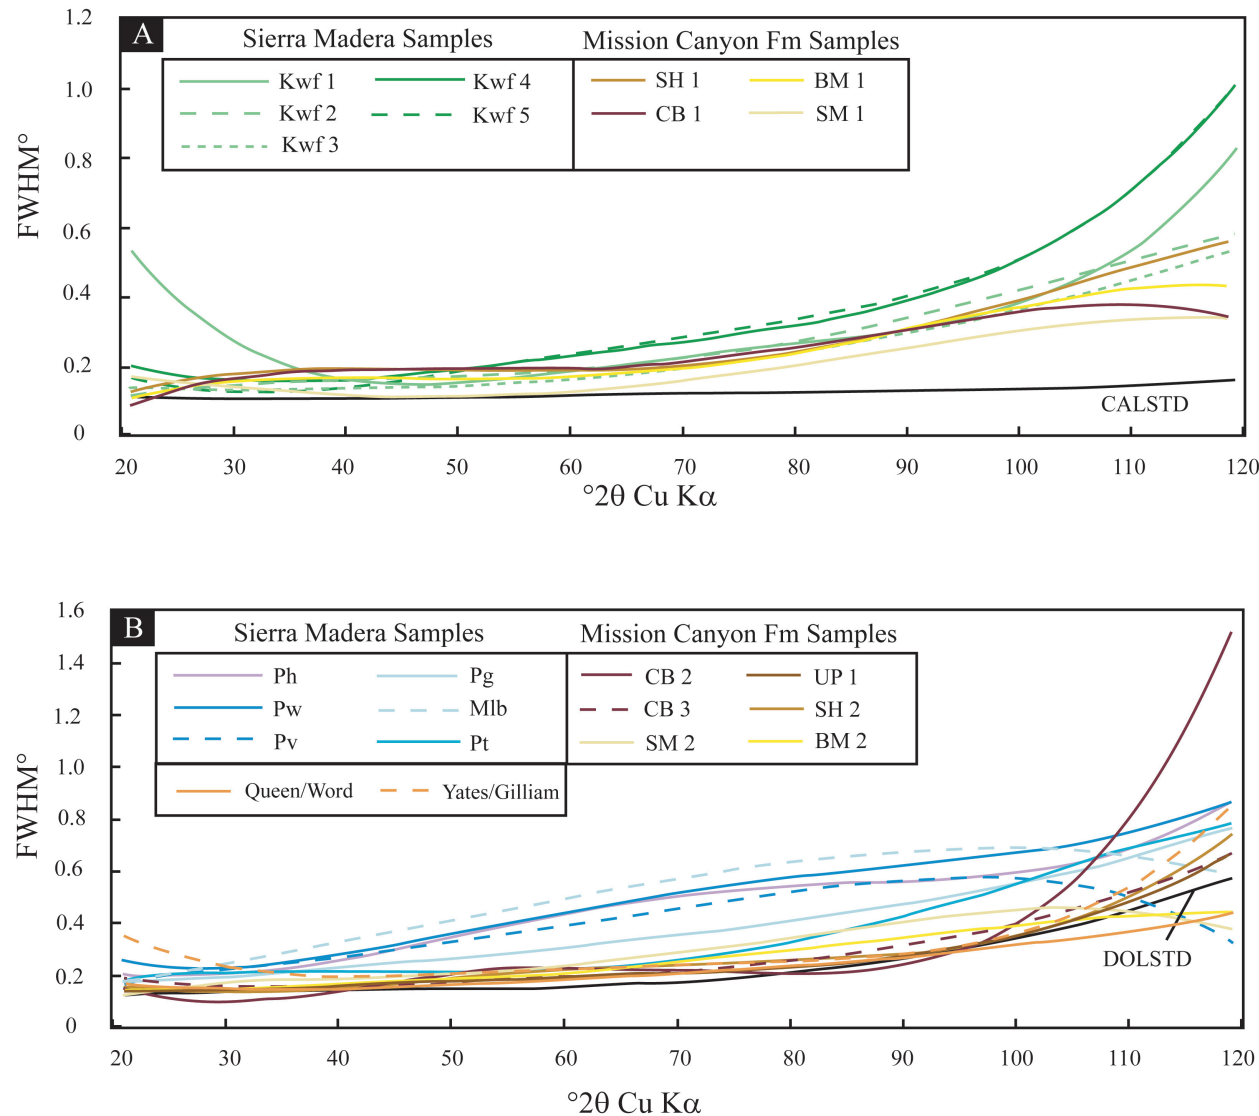 A
Sierra Madera Samples
Mission Canyon Fm Samples
Kwf 1
Kwf 4
SH 1
BM 1
Kwf 2
Kwf 5
CB 1
SM 1
Kwf 3
FWHM°
1.2
1.0
0.8
0.6
0.4
0.2
0
CALSTD
20 30 40 50 60 70 80 90 100 110 120
°2θ Cu Kα
B
Sierra Madera Samples
Mission Canyon Fm Samples
Ph
Pg
CB 2
UP 1
Pw
Mlb
CB 3
SH 2
Pv
Pt
SM 2
BM 2
Queen/Word
Yates/Gilliam
FWHM°
1.6
1.4
1.2
1.0
0.8
0.6
0.4
0.2
0
DOLSTD
20 30 40 50 60 70 80 90 100 110 120
°2θ Cu Kα